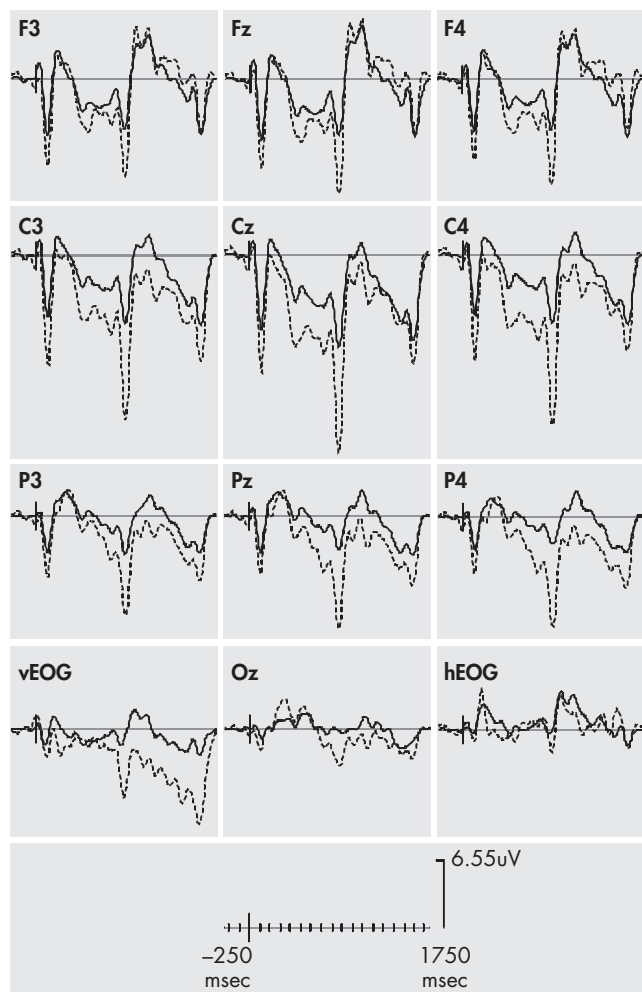 F3 Fz F4
C3 Cz C4
P3 Pz P4
vEOG Oz hEOG
6.55uV
–250 1750
msec msec